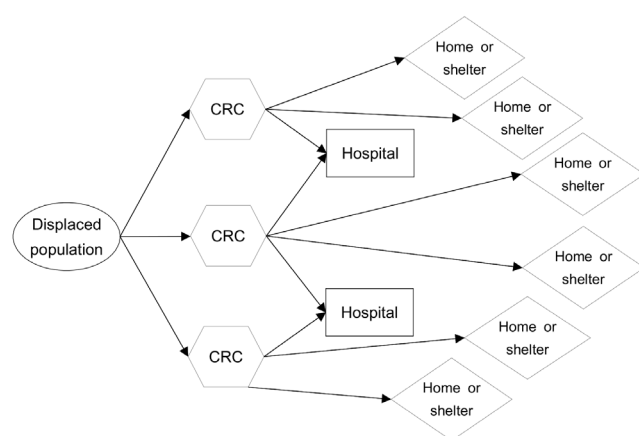 Home or
shelter
CRC
Home or
shelter
Hospital
Home or
shelter
Displaced
population
CRC
Home or
shelter
Hospital
Home or
shelter
CRC
Home or
shelter